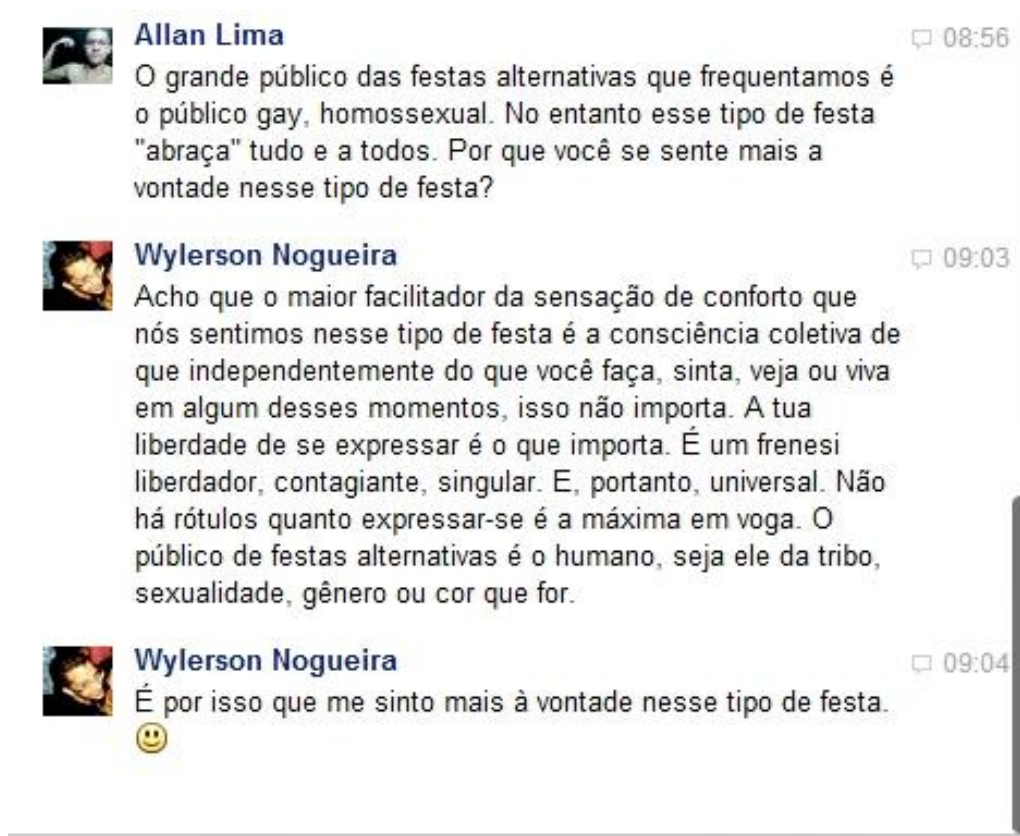 Allan Lima 08:56
O grande público das festas alternativas que frequentamos é
o público gay, homossexual. No entanto esse tipo de festa
"abraça" tudo e a todos. Por que você se sente mais a
vontade nesse tipo de festa?
Wylerson Nogueira 09:03
Acho que o maior facilitador da sensação de conforto que
nós sentimos nesse tipo de festa é a consciência coletiva de
que independentemente do que você faça, sinta, veja ou viva
em algum desses momentos, isso não importa. A tua
liberdade de se expressar é o que importa. É um frenesi
liberdador, contagiante, singular. E, portanto, universal. Não
há rótulos quanto expressar-se é a máxima em voga. O
público de festas alternativas é o humano, seja ele da tribo,
sexualidade, gênero ou cor que for.
Wylerson Nogueira 09:04
É por isso que me sinto mais à vontade nesse tipo de festa.